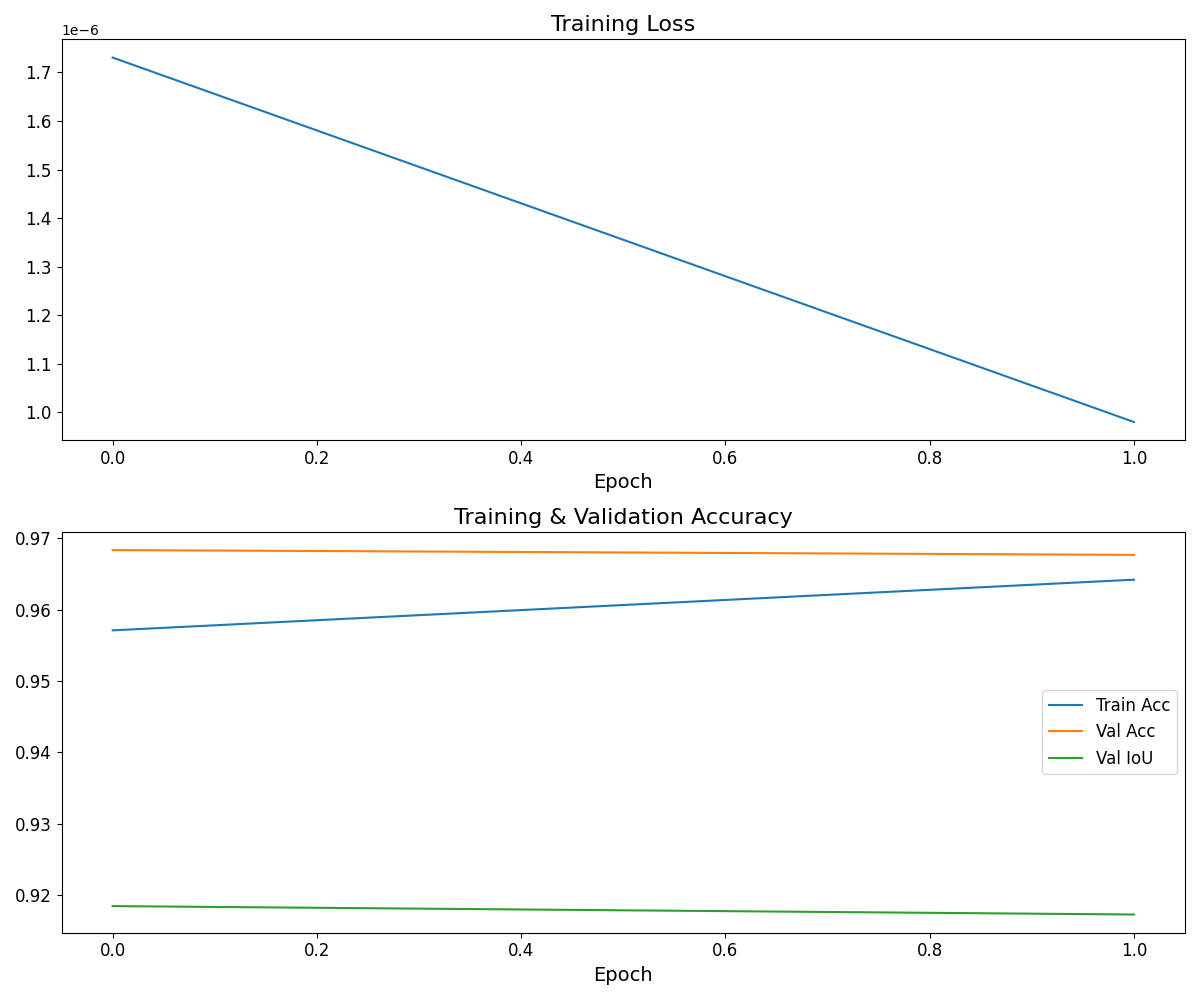 Training Loss
1e−6
1.7
1.6
1.5
1.4
1.3
1.2
1.1
1.0
0.0 0.2 0.4 0.6 0.8 1.0
Epoch
Training & Validation Accuracy
0.97
0.96
0.95
0.94
0.93
0.92
Train Acc
Val Acc
Val IoU
0.0 0.2 0.4 0.6 0.8 1.0
Epoch